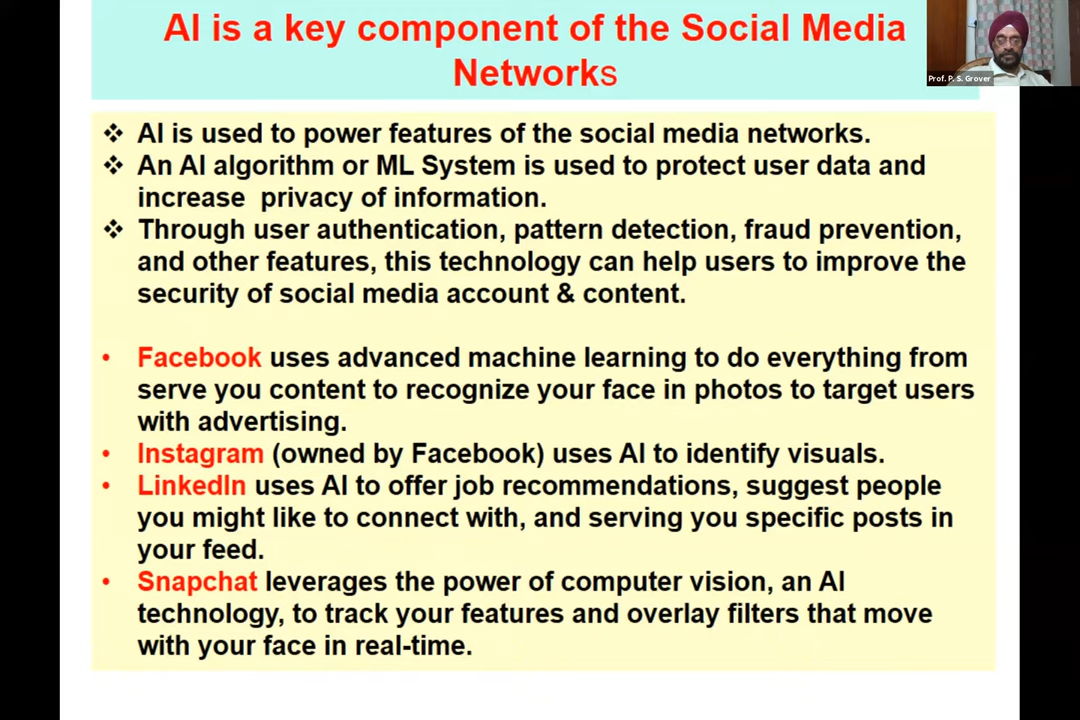 AI is a key component of the Social Media
Networks
Prof. P. S. Grover
❖ AI is used to power features of the social media networks.
❖ An AI algorithm or ML System is used to protect user data and
increase privacy of information.
❖ Through user authentication, pattern detection, fraud prevention,
and other features, this technology can help users to improve the
security of social media account & content.
• Facebook uses advanced machine learning to do everything from
serve you content to recognize your face in photos to target users
with advertising.
• Instagram (owned by Facebook) uses AI to identify visuals.
• LinkedIn uses AI to offer job recommendations, suggest people
you might like to connect with, and serving you specific posts in
your feed.
• Snapchat leverages the power of computer vision, an AI
technology, to track your features and overlay filters that move
with your face in real-time.